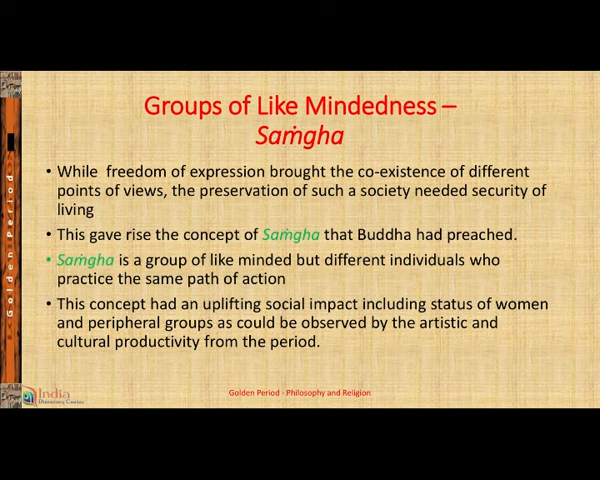 Groups of Like Mindedness –
Saṁgha
• While freedom of expression brought the co-existence of different
points of views, the preservation of such a society needed security of
living
• This gave rise the concept of Saṁgha that Buddha had preached.
• Saṁgha is a group of like minded but different individuals who
practice the same path of action
• This concept had an uplifting social impact including status of women
and peripheral groups as could be observed by the artistic and
cultural productivity from the period.
Golden Period
India
Discovery Center
Golden Period - Philosophy and Religion